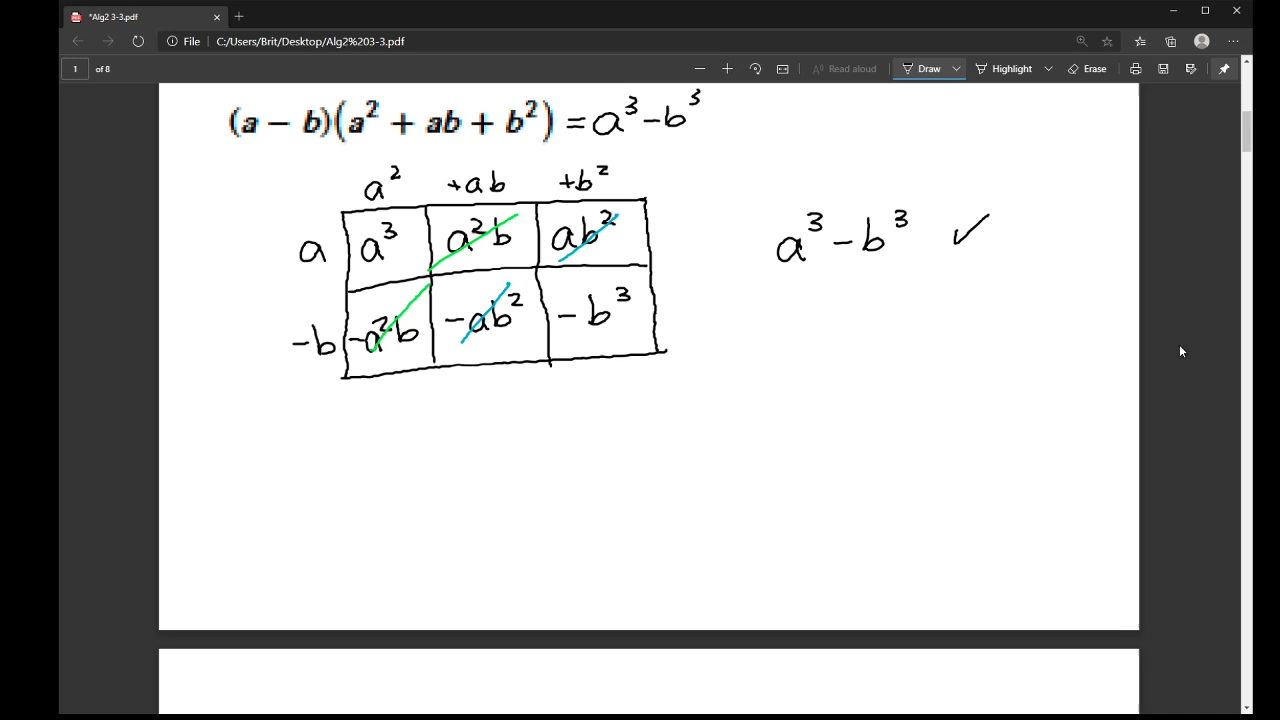 *Alg2 3-3.pdf
File | C:/Users/Brit/Desktop/Alg2%203-3.pdf
1 of 8 Read aloud Draw Highlight Erase
(a − b)(a² + ab + b²) = a³ − b³
a² +ab +b²
a a³ a²b ab² a³ − b³ ✓
−b −a²b −ab² −b³